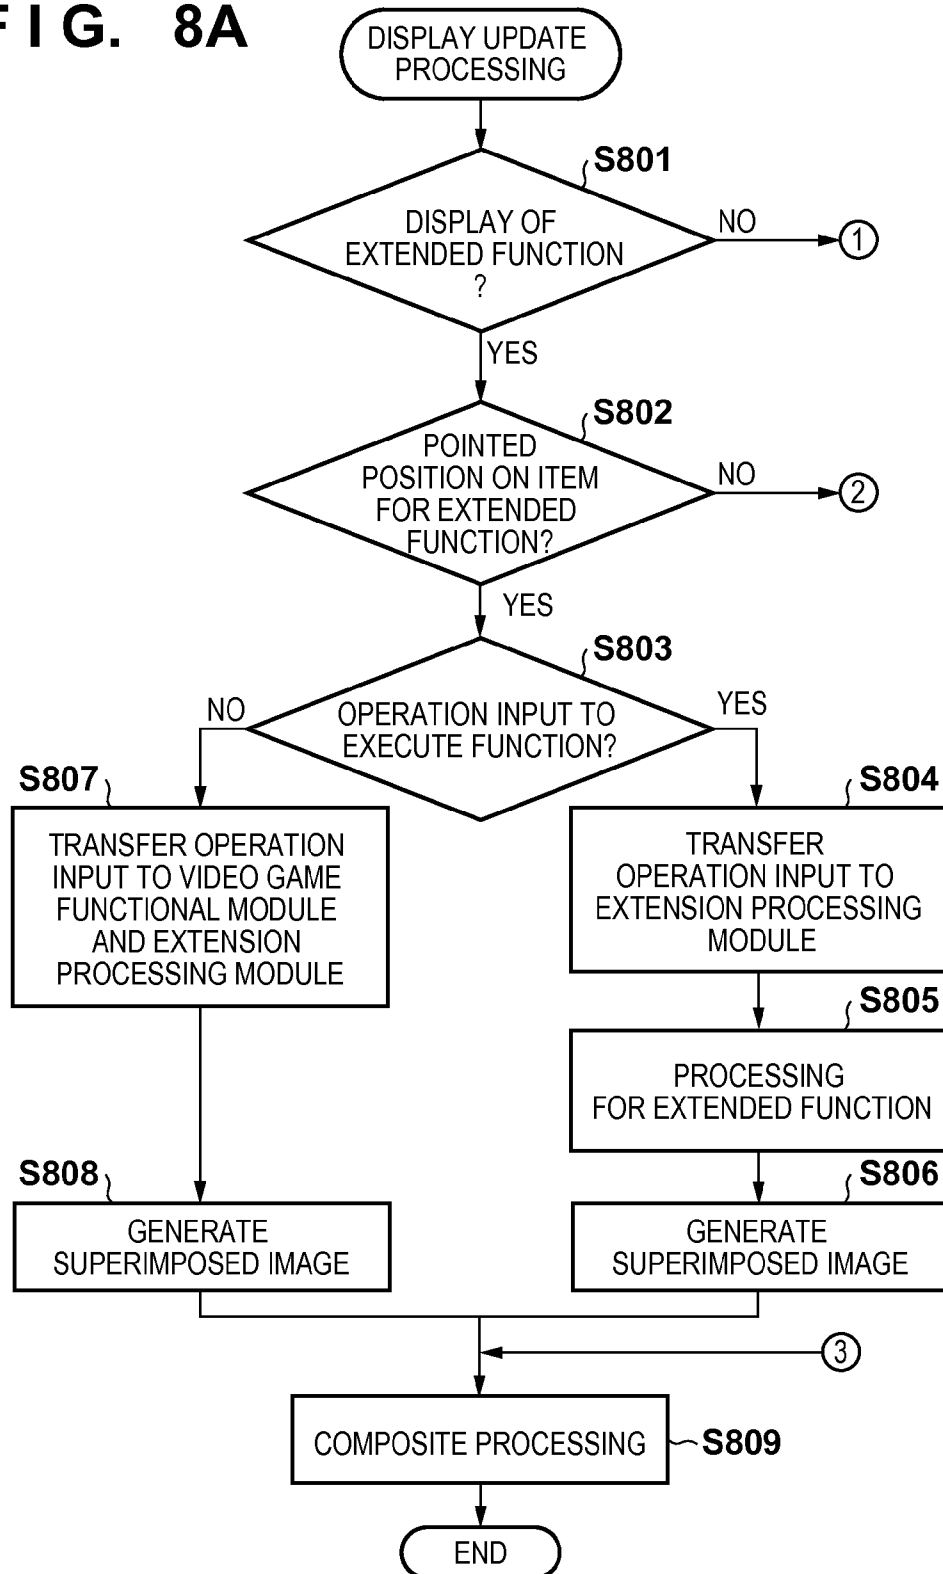 FIG. 8A
DISPLAY UPDATE
PROCESSING
S801
DISPLAY OF
EXTENDED FUNCTION
?
NO
1
YES
S802
POINTED
POSITION ON ITEM
FOR EXTENDED
FUNCTION?
NO
2
YES
S803
OPERATION INPUT TO
EXECUTE FUNCTION?
NO
YES
S807
TRANSFER OPERATION
INPUT TO VIDEO GAME
FUNCTIONAL MODULE
AND EXTENSION
PROCESSING MODULE
S804
TRANSFER
OPERATION INPUT TO
EXTENSION PROCESSING
MODULE
S805
PROCESSING
FOR EXTENDED FUNCTION
S808
GENERATE
SUPERIMPOSED IMAGE
S806
GENERATE
SUPERIMPOSED IMAGE
3
COMPOSITE PROCESSING
S809
END